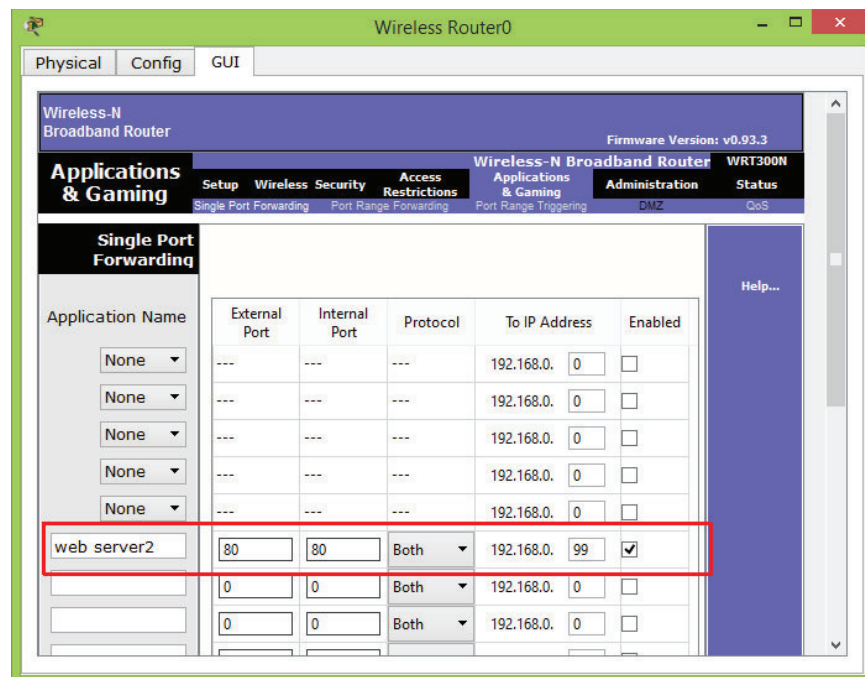 Wireless Router0
Physical Config GUI
Wireless-N
Broadband Router
Firmware Version: v0.93.3
Wireless-N Broadband Router WRT300N
Applications
& Gaming
Setup Wireless Security Access Restrictions Applications & Gaming Administration Status
Single Port Forwarding Port Range Forwarding Port Range Triggering DMZ QoS
Single Port
Forwarding
Help...
Application Name External Port Internal Port Protocol To IP Address Enabled
None --- --- --- 192.168.0. 0
None --- --- --- 192.168.0. 0
None --- --- --- 192.168.0. 0
None --- --- --- 192.168.0. 0
None --- --- --- 192.168.0. 0
web server2 80 80 Both 192.168.0. 99
0 0 Both 192.168.0. 0
0 0 Both 192.168.0. 0